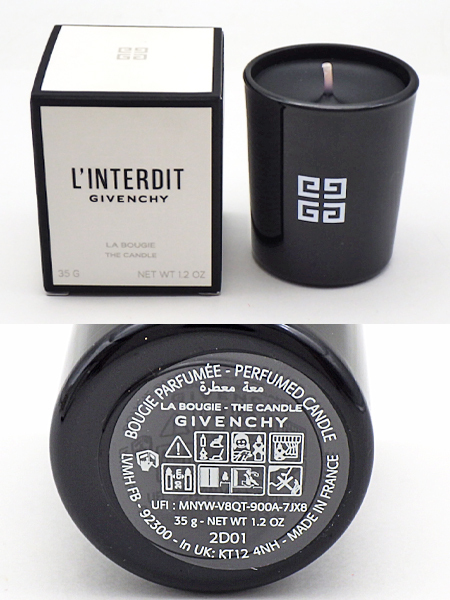 L'INTERDIT
GIVENCHY
LA BOUGIE
THE CANDLE
35 G NET WT 1.2 OZ
BOUGIE PARFUMÉE - PERFUMED CANDLE
معة معطرة
LA BOUGIE - THE CANDLE
GIVENCHY
UFI : MNYW-V8QT-900A-7JX8
35 g - NET WT 1.2 OZ
2D01
LVMH FB - 92300 - In UK: KT12 4NH - MADE IN FRANCE